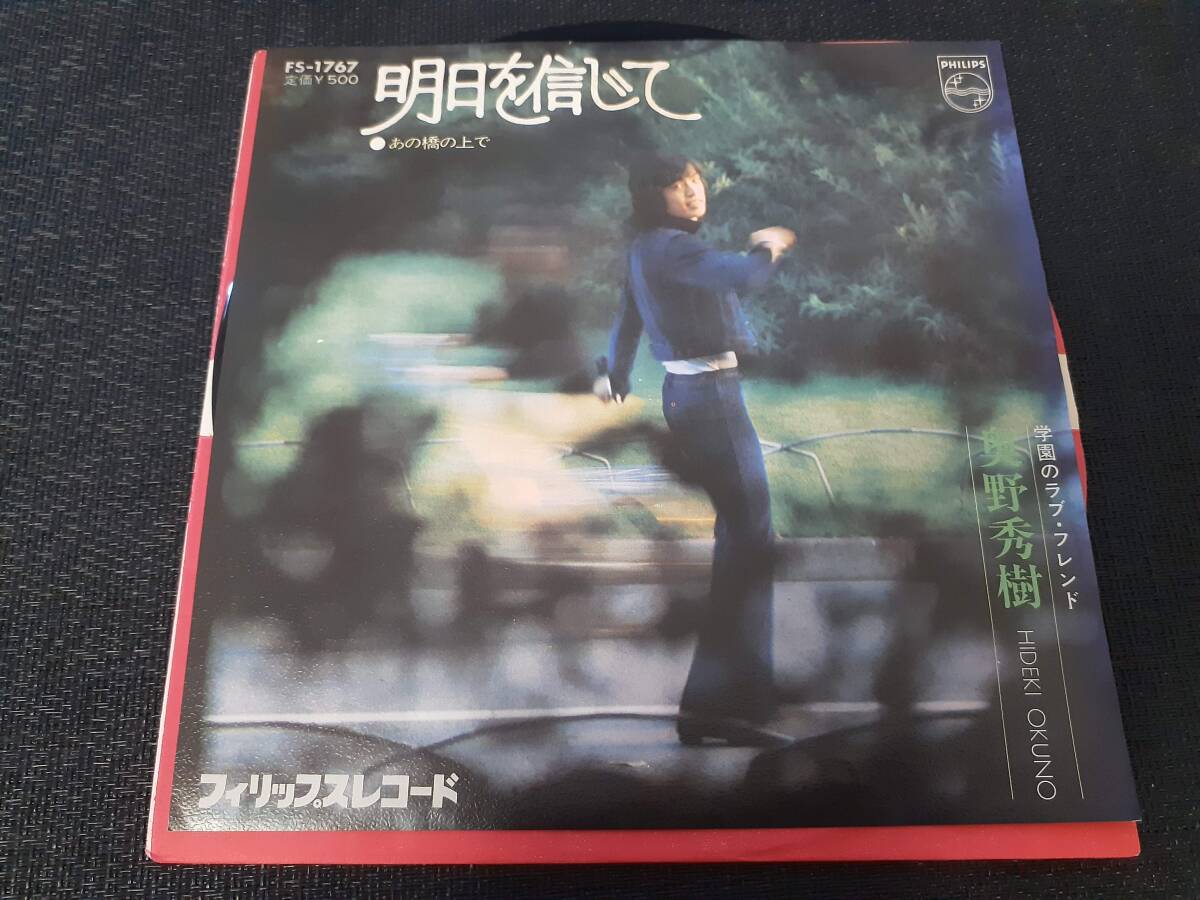 FS-1767
定価¥500
明日を信じて
●あの橋の上で
PHILIPS
学園のラブ・フレンド
奥野秀樹
HIDEKI OKUNO
フィリップスレコード